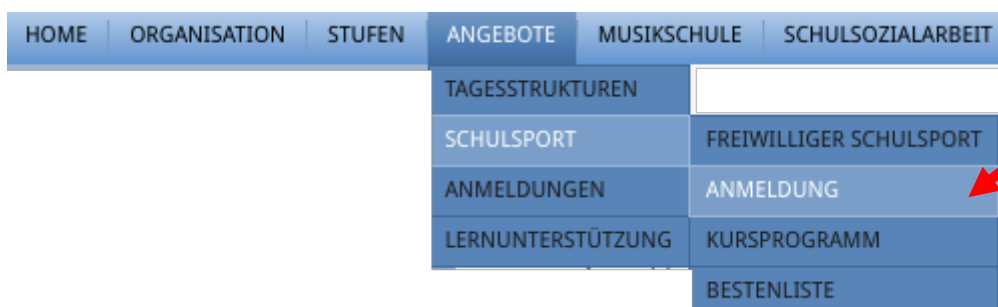 HOME ORGANISATION STUFEN ANGEBOTE MUSIKSCHULE SCHULSOZIALARBEIT
TAGESSTRUKTUREN
SCHULSPORT FREIWILLIGER SCHULSPORT
ANMELDUNGEN ANMELDUNG
LERNUNTERSTÜTZUNG KURSPROGRAMM
BESTENLISTE